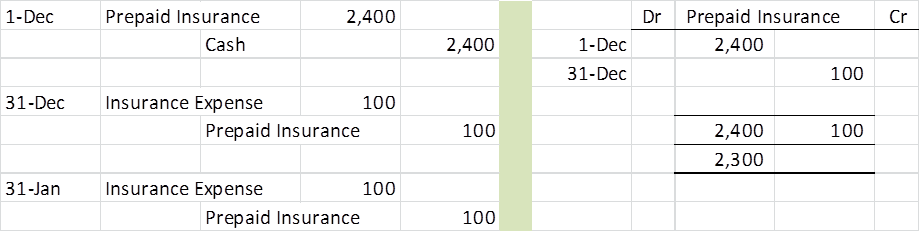 1-Dec Prepaid Insurance 2,400
Cash 2,400
31-Dec Insurance Expense 100
Prepaid Insurance 100
31-Jan Insurance Expense 100
Prepaid Insurance 100
Dr Prepaid Insurance Cr
1-Dec 2,400
31-Dec 100
2,400 100
2,300